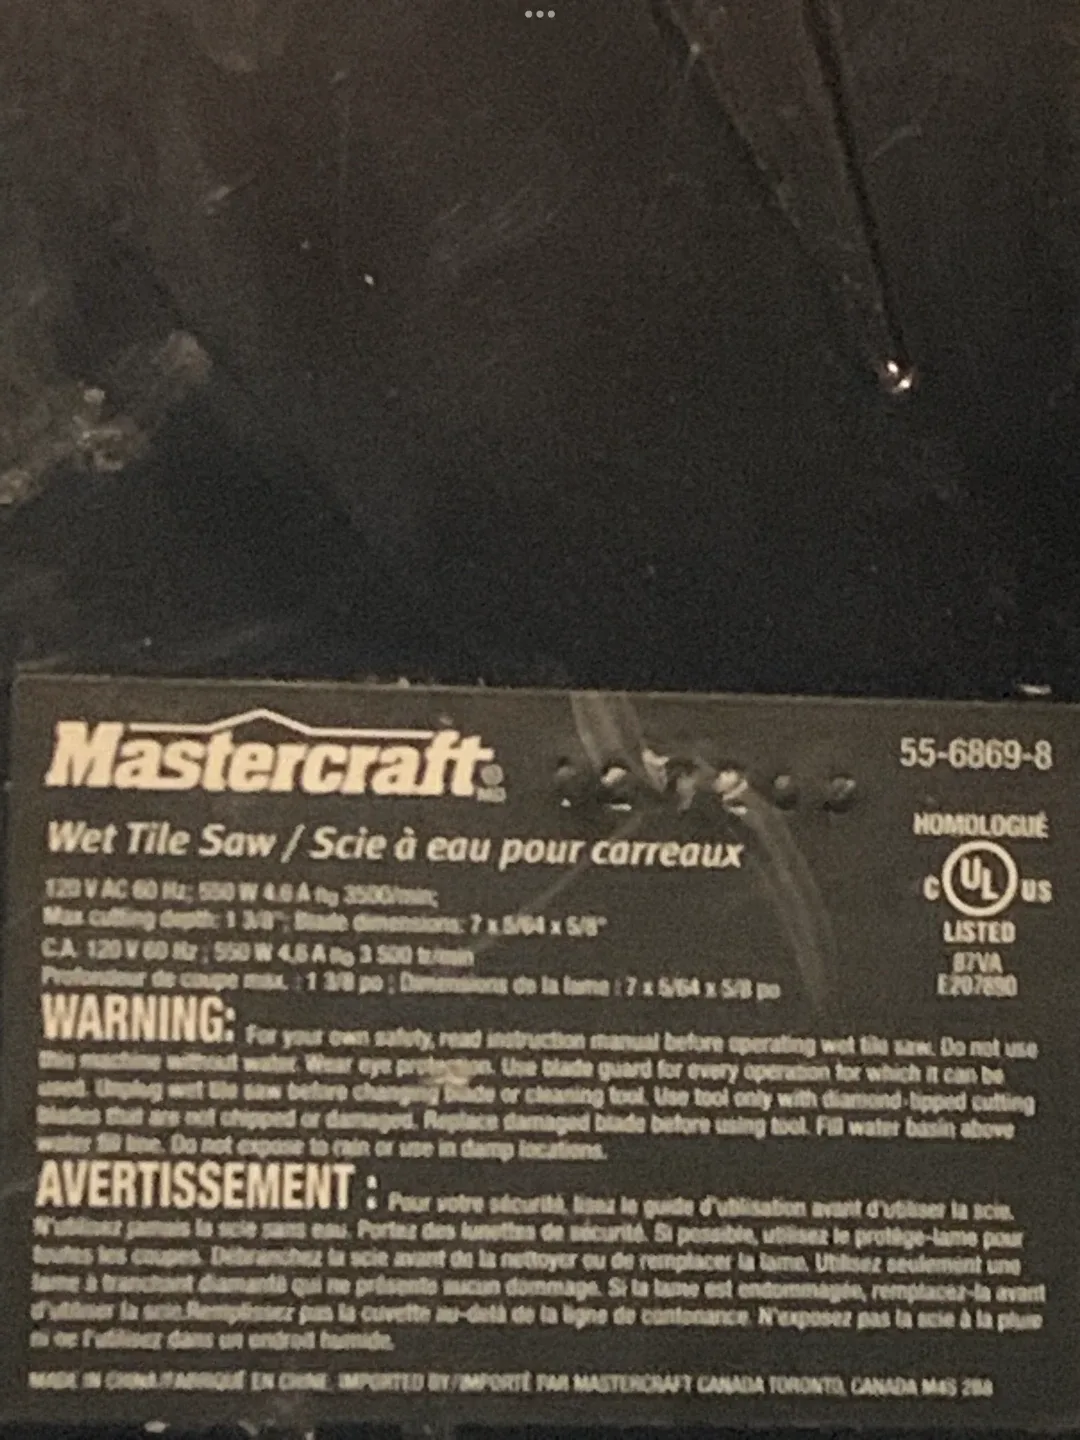 Mastercraft®
55-6869-8
Wet Tile Saw / Scie à eau pour carreaux
HOMOLOGUÉ
C UL US
LISTED
87VA
E207890
120 V AC 60 Hz; 550 W 4.6 A n₀ 3500/min;
Max cutting depth: 1 3/8"; Blade dimensions: 7 x 5/64 x 5/8"
C.A. 120 V 60 Hz ; 550 W 4,6 A n₀ 3 500 tr/min
Profondeur de coupe max. : 1 3/8 po ; Dimensions de la lame : 7 x 5/64 x 5/8 po
WARNING: For your own safety, read instruction manual before operating wet tile saw. Do not use
this machine without water. Wear eye protection. Use blade guard for every operation for which it can be
used. Unplug wet tile saw before changing blade or cleaning tool. Use tool only with diamond-tipped cutting
blades that are not chipped or damaged. Replace damaged blade before using tool. Fill water basin above
water fill line. Do not expose to rain or use in damp locations.
AVERTISSEMENT : Pour votre sécurité, lisez le guide d'utilisation avant d'utiliser la scie.
N'utilisez jamais la scie sans eau. Portez des lunettes de sécurité. Si possible, utilisez le protège-lame pour
toutes les coupes. Débranchez la scie avant de la nettoyer ou de remplacer la lame. Utilisez seulement une
lame à tranchant diamanté qui ne présente aucun dommage. Si la lame est endommagée, remplacez-la avant
d'utiliser la scie. Remplissez pas la cuvette au-delà de la ligne de contenance. N'exposez pas la scie à la pluie
ni ne l'utilisez dans un endroit humide.
MADE IN CHINA/FABRIQUÉ EN CHINE. IMPORTED BY/IMPORTÉ PAR MASTERCRAFT CANADA TORONTO, CANADA M4S 2B8